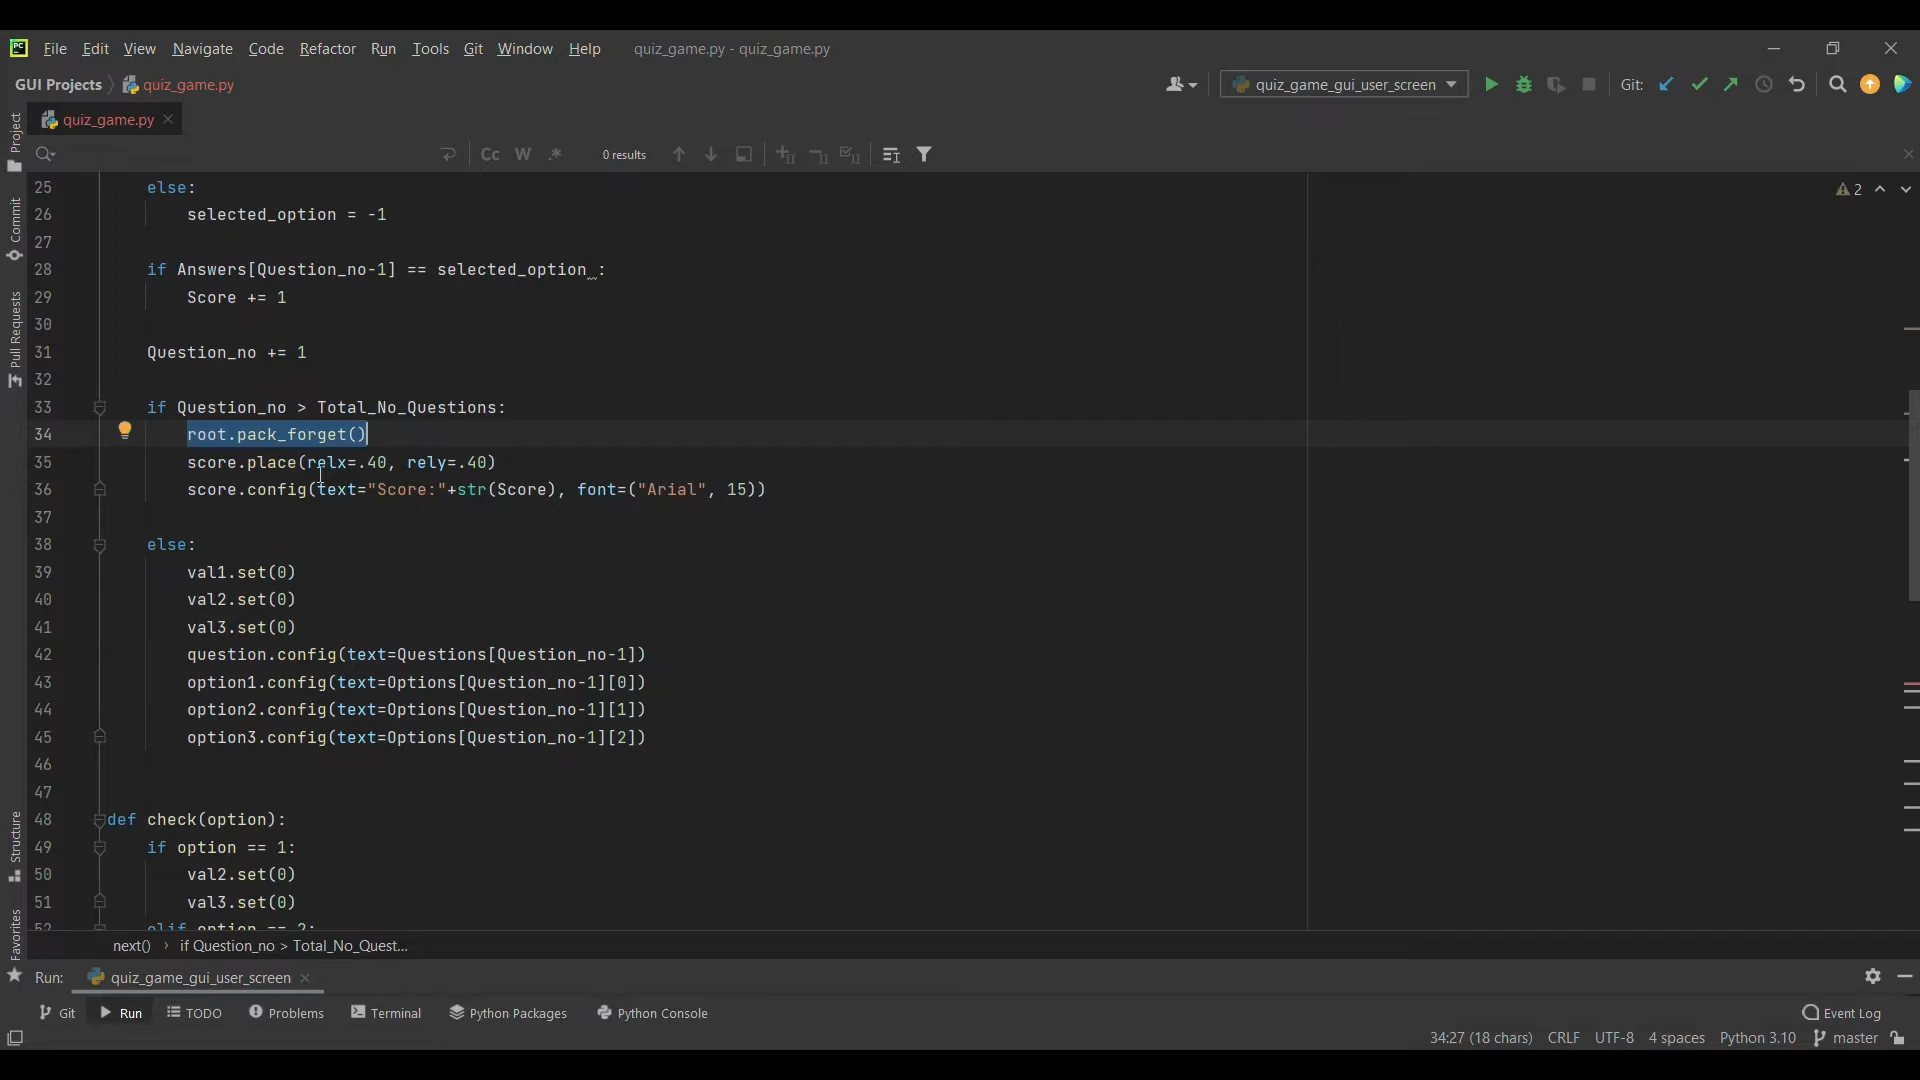 File Edit View Navigate Code Refactor Run Tools Git Window Help quiz_game.py - quiz_game.py
GUI Projects quiz_game.py quiz_game_gui_user_screen Git:
quiz_game.py
Cc W .* 0 results
Project
Commit
Pull Requests
Structure
Favorites
2
25 else:
26 selected_option = -1
27
28 if Answers[Question_no-1] == selected_option :
29 Score += 1
30
31 Question_no += 1
32
33 if Question_no > Total_No_Questions:
34 root.pack_forget()
35 score.place(relx=.40, rely=.40)
36 score.config(text="Score:"+str(Score), font=("Arial", 15))
37
38 else:
39 val1.set(0)
40 val2.set(0)
41 val3.set(0)
42 question.config(text=Questions[Question_no-1])
43 option1.config(text=Options[Question_no-1][0])
44 option2.config(text=Options[Question_no-1][1])
45 option3.config(text=Options[Question_no-1][2])
46
47
48 def check(option):
49 if option == 1:
50 val2.set(0)
51 val3.set(0)
52 elif option == 2:
next() › if Question_no > Total_No_Quest...
Run: quiz_game_gui_user_screen
Git Run TODO Problems Terminal Python Packages Python Console Event Log
34:27 (18 chars) CRLF UTF-8 4 spaces Python 3.10 master